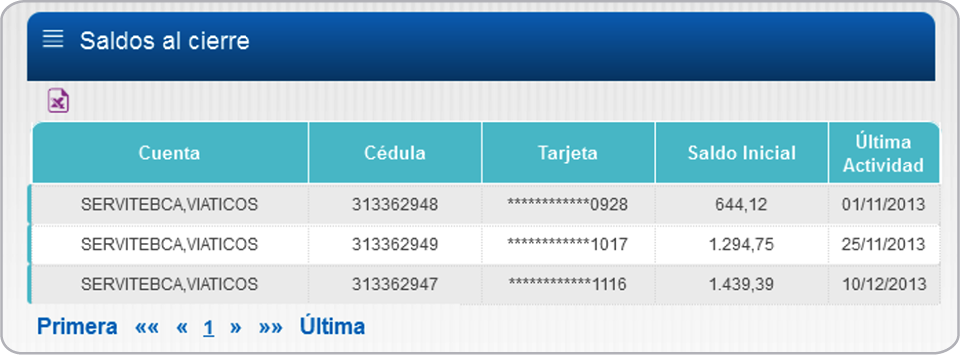 Saldos al cierre
Cuenta Cédula Tarjeta Saldo Inicial Última Actividad
SERVITEBCA,VIATICOS 313362948 ************0928 644,12 01/11/2013
SERVITEBCA,VIATICOS 313362949 ************1017 1.294,75 25/11/2013
SERVITEBCA,VIATICOS 313362947 ************1116 1.439,39 10/12/2013
Primera «« « 1 » »» Última